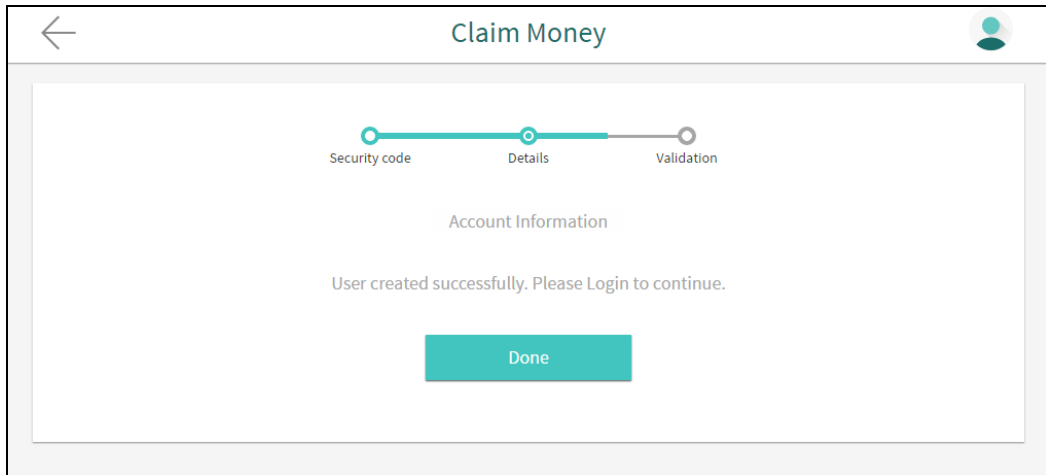 Claim Money
Security code
Details
Validation
Account Information
User created successfully. Please Login to continue.
Done